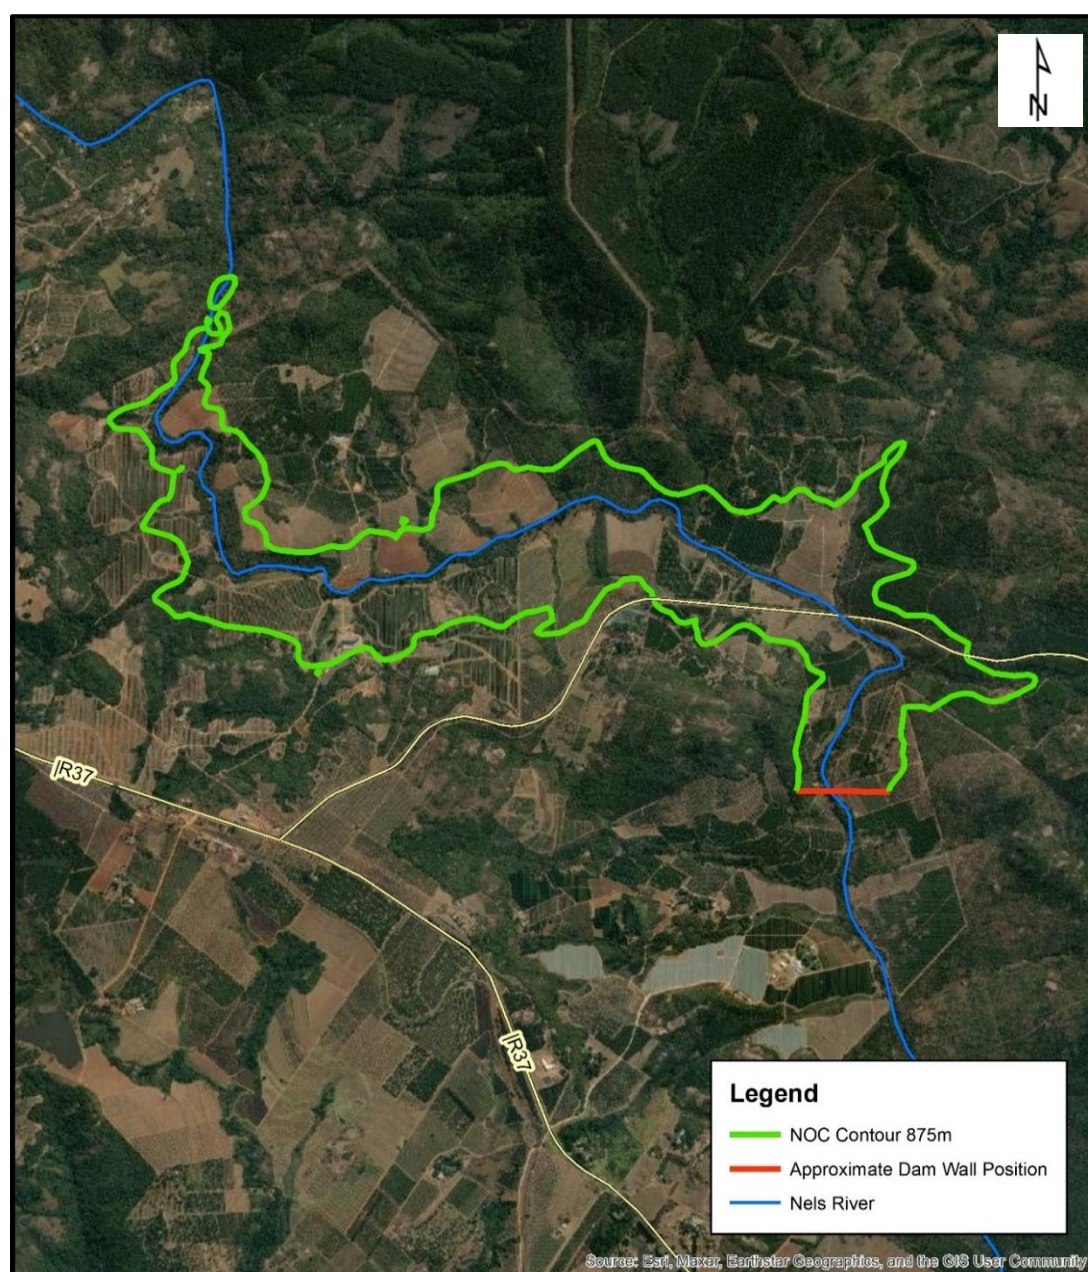 N
R37
R37
Legend
NOC Contour 875m
Approximate Dam Wall Position
Nels River
Source: Esri, Maxar, Earthstar Geographics, and the GIS User Community